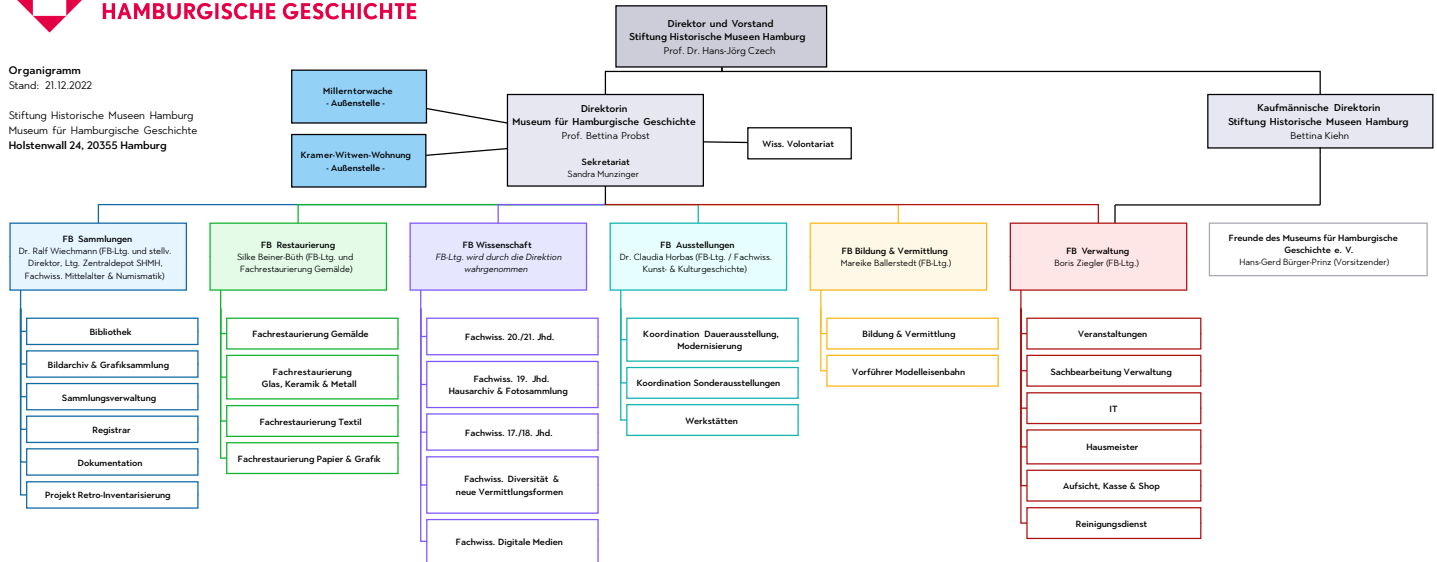 HAMBURGISCHE GESCHICHTE
Organigramm
Stand: 21.12.2022
Stiftung Historische Museen Hamburg
Museum für Hamburgische Geschichte
Holstenwall 24, 20355 Hamburg
Direktor und Vorstand
Stiftung Historische Museen Hamburg
Prof. Dr. Hans-Jörg Czech
Millerntorwache
- Außenstelle -
Kramer-Witwen-Wohnung
- Außenstelle -
Direktorin
Museum für Hamburgische Geschichte
Prof. Bettina Probst
Sekretariat
Sandra Munzinger
Wiss. Volontariat
Kaufmännische Direktorin
Stiftung Historische Museen Hamburg
Bettina Kiehn
FB Sammlungen
Dr. Ralf Wiechmann (FB-Ltg. und stellv.
Direktor, Ltg. Zentraldepot SHMH,
Fachwiss. Mittelalter & Numismatik)
Bibliothek
Bildarchiv & Grafiksammlung
Sammlungsverwaltung
Registrar
Dokumentation
Projekt Retro-Inventarisierung
FB Restaurierung
Silke Beiner-Büth (FB-Ltg. und
Fachrestaurierung Gemälde)
Fachrestaurierung Gemälde
Fachrestaurierung
Glas, Keramik & Metall
Fachrestaurierung Textil
Fachrestaurierung Papier & Grafik
FB Wissenschaft
FB-Ltg. wird durch die Direktion
wahrgenommen
Fachwiss. 20./21. Jhd.
Fachwiss. 19. Jhd.
Hausarchiv & Fotosammlung
Fachwiss. 17./18. Jhd.
Fachwiss. Diversität &
neue Vermittlungsformen
Fachwiss. Digitale Medien
FB Ausstellungen
Dr. Claudia Horbas (FB-Ltg. / Fachwiss.
Kunst- & Kulturgeschichte)
Koordination Dauerausstellung,
Modernisierung
Koordination Sonderausstellungen
Werkstätten
FB Bildung & Vermittlung
Mareike Ballerstedt (FB-Ltg.)
Bildung & Vermittlung
Vorführer Modelleisenbahn
FB Verwaltung
Boris Ziegler (FB-Ltg.)
Veranstaltungen
Sachbearbeitung Verwaltung
IT
Hausmeister
Aufsicht, Kasse & Shop
Reinigungsdienst
Freunde des Museums für Hamburgische
Geschichte e. V.
Hans-Gerd Bürger-Prinz (Vorsitzender)